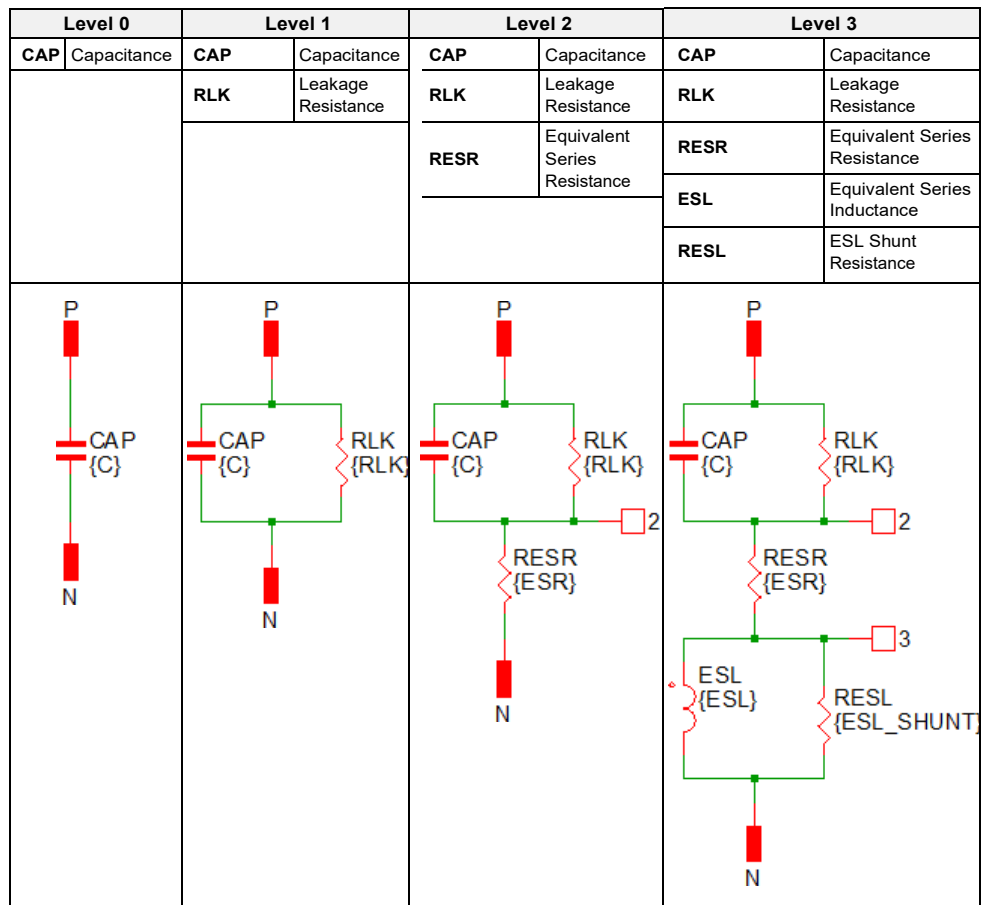 Level 0
Level 1
Level 2
Level 3
CAP Capacitance
CAP Capacitance
CAP Capacitance
CAP Capacitance
RLK Leakage
Resistance
RLK Leakage
Resistance
RLK Leakage
Resistance
RESR Equivalent
Series
Resistance
RESR Equivalent Series
Resistance
ESL Equivalent Series
Inductance
RESL ESL Shunt
Resistance
P
CAP
{C}
N
P
CAP
{C}
RLK
{RLK}
N
P
CAP
{C}
RLK
{RLK}
2
RESR
{ESR}
N
P
CAP
{C}
RLK
{RLK}
2
RESR
{ESR}
3
ESL
{ESL}
RESL
{ESL_SHUNT}
N